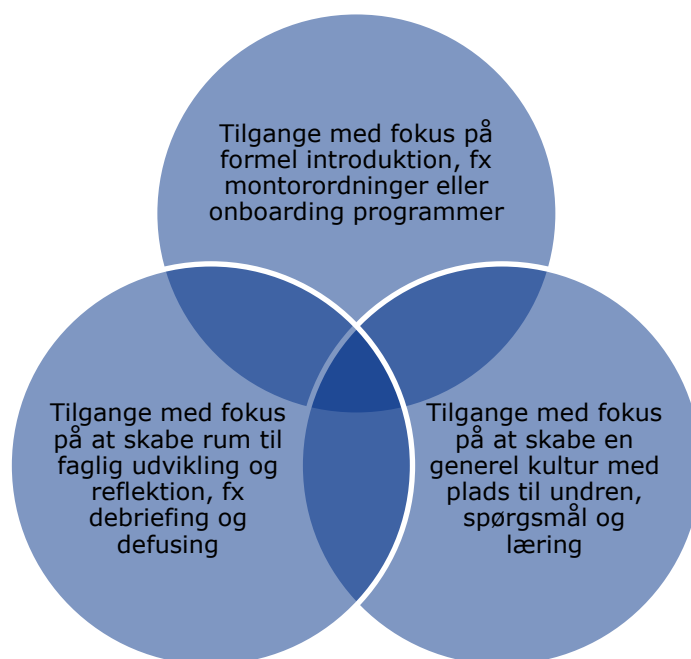 Tilgange med fokus på
formel introduktion, fx
montorordninger eller
onboarding programmer
Tilgange med fokus
på at skabe rum til
faglig udvikling og
reflektion, fx
debriefing og
defusing
Tilgange med fokus
på at skabe en
generel kultur med
plads til undren,
spørgsmål og
læring